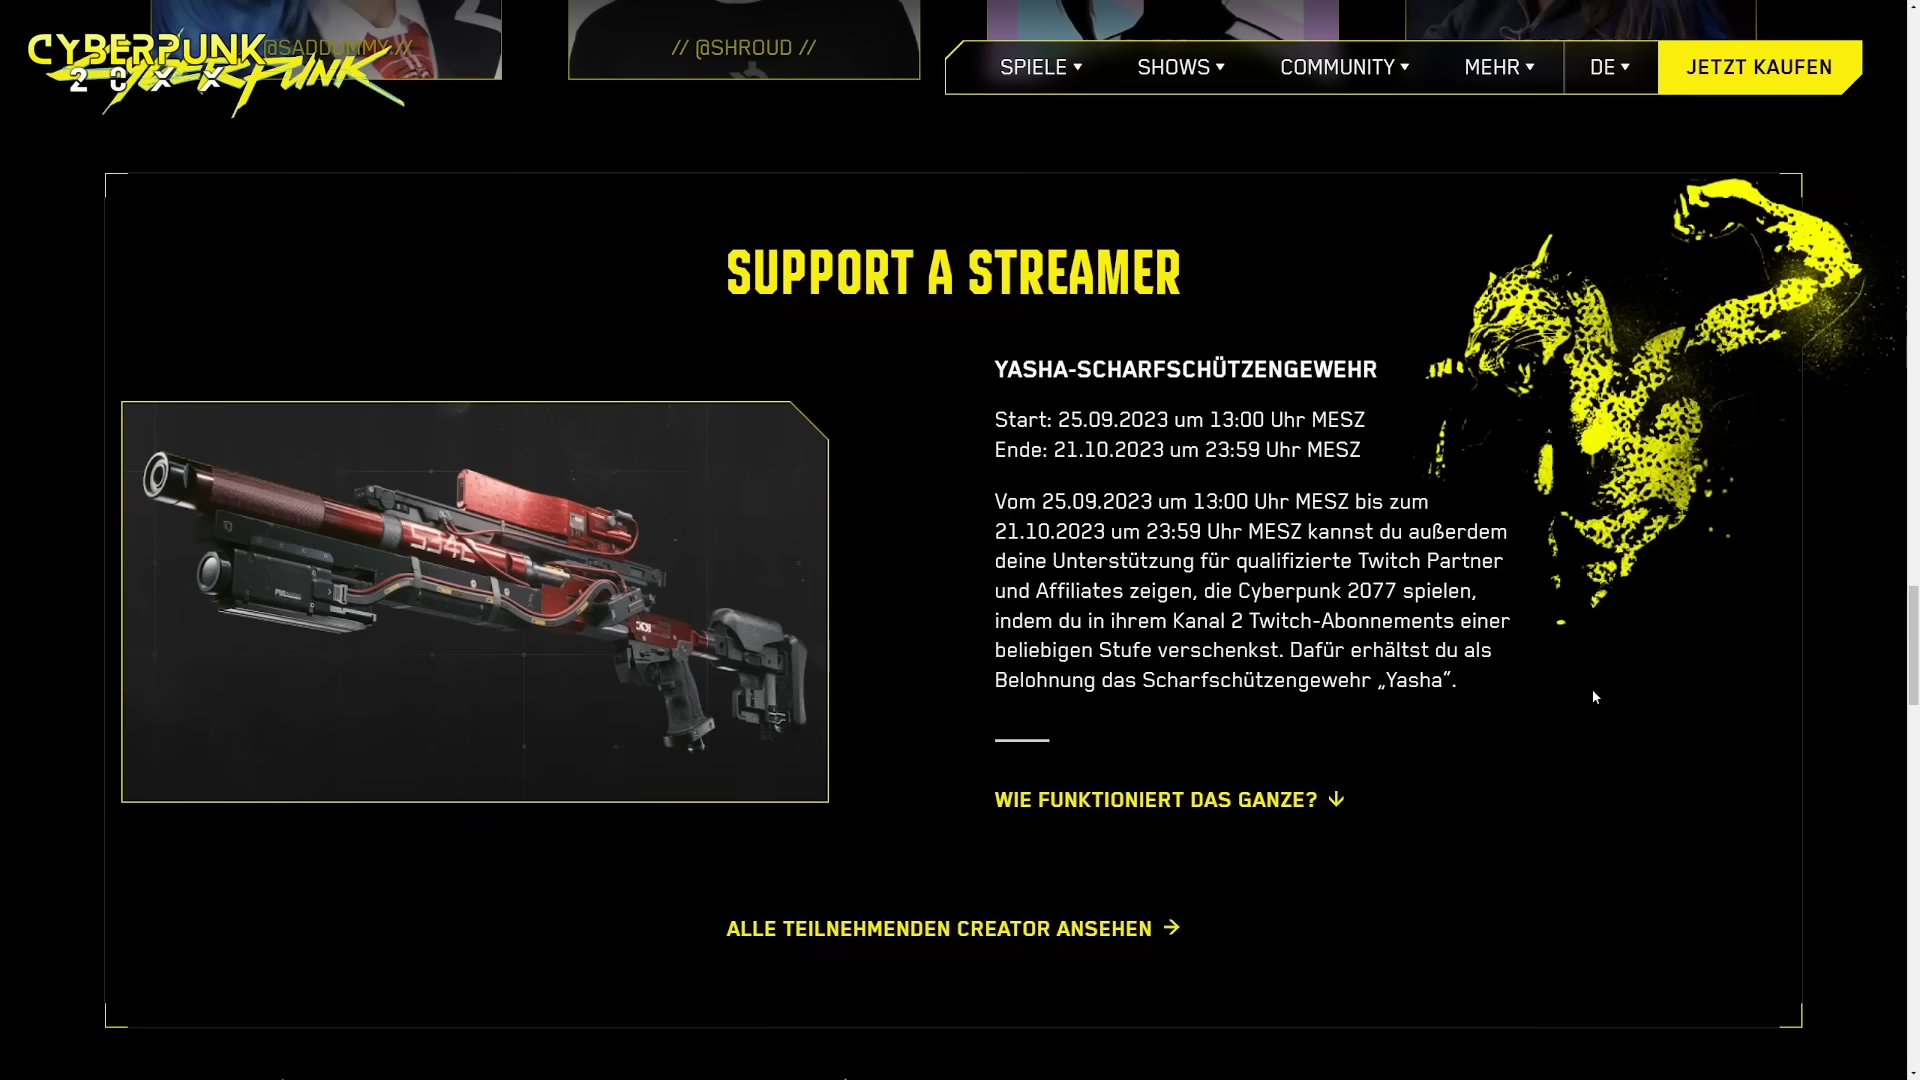 CYBERPUNK
20XX
CYBERPUNK
@SADDUMMY //
// @SHROUD //
SPIELE
SHOWS
COMMUNITY
MEHR
DE
JETZT KAUFEN
SUPPORT A STREAMER
YASHA-SCHARFSCHÜTZENGEWEHR
Start: 25.09.2023 um 13:00 Uhr MESZ
Ende: 21.10.2023 um 23:59 Uhr MESZ
Vom 25.09.2023 um 13:00 Uhr MESZ bis zum
21.10.2023 um 23:59 Uhr MESZ kannst du außerdem
deine Unterstützung für qualifizierte Twitch Partner
und Affiliates zeigen, die Cyberpunk 2077 spielen,
indem du in ihrem Kanal 2 Twitch-Abonnements einer
beliebigen Stufe verschenkst. Dafür erhältst du als
Belohnung das Scharfschützengewehr „Yasha“.
WIE FUNKTIONIERT DAS GANZE?
ALLE TEILNEHMENDEN CREATOR ANSEHEN